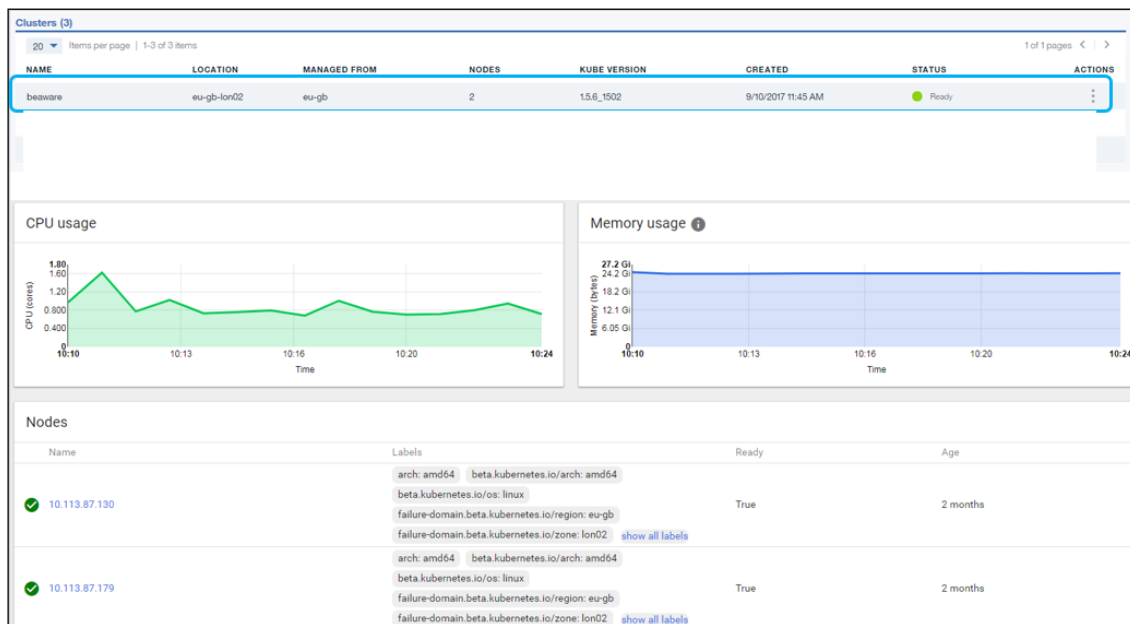 Clusters (3)
20 Items per page | 1-3 of 3 items 1 of 1 pages < | >
NAME LOCATION MANAGED FROM NODES KUBE VERSION CREATED STATUS ACTIONS
beaware eu-gb-lon02 eu-gb 2 1.5.6_1502 9/10/2017 11:45 AM Ready
CPU usage
1.80
1.60
1.20
0.800
0.400
0
CPU (cores)
10:10 10:13 10:16 10:20 10:24
Time
Memory usage i
27.2 Gi
24.2 Gi
18.2 Gi
12.1 Gi
6.05 Gi
0
Memory (bytes)
10:10 10:13 10:16 10:20 10:24
Time
Nodes
Name Labels Ready Age
arch: amd64 beta.kubernetes.io/arch: amd64
beta.kubernetes.io/os: linux
10.113.87.130 True 2 months
failure-domain.beta.kubernetes.io/region: eu-gb
failure-domain.beta.kubernetes.io/zone: lon02 show all labels
arch: amd64 beta.kubernetes.io/arch: amd64
beta.kubernetes.io/os: linux
10.113.87.179 True 2 months
failure-domain.beta.kubernetes.io/region: eu-gb
failure-domain.beta.kubernetes.io/zone: lon02 show all labels